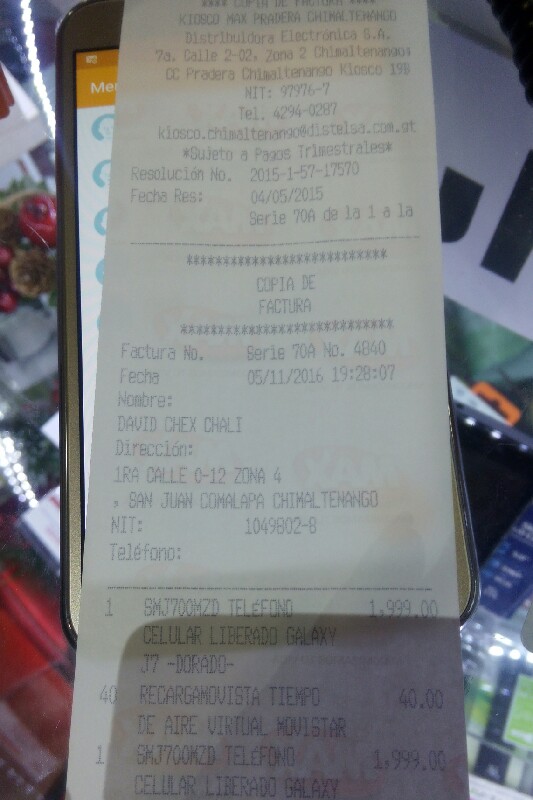 **** COPIA DE FACTURA ****
KIOSCO MAX PRADERA CHIMALTENANGO
Distribuidora Electrónica S.A.
7a. Calle 2-02, Zona 2 Chimaltenango;
CC Pradera Chimaltenango Kiosco 19B
NIT: 97976-7
Tel. 4294-0287
kiosco.chimaltenango@distelsa.com.gt
*Sujeto a Pagos Trimestrales*
Resolución No. 2015-1-57-17570
Fecha Res: 04/05/2015
Serie 70A de la 1 a la
****************************
COPIA DE
FACTURA
******************************
Factura No. Serie 70A No. 4840
Fecha 05/11/2016 19:28:07
Nombre:
DAVID CHEX CHALI
Dirección:
1RA CALLE 0-12 ZONA 4
, SAN JUAN COMALAPA CHIMALTENANGO
NIT: 1049802-8
Teléfono:
1 SMJ700MZD TELÉFONO 1,999.00
CELULAR LIBERADO GALAXY
J7 -DORADO-
40 RECARGAMOVISTA TIEMPO 40.00
DE AIRE VIRTUAL MOVISTAR
1 SMJ700MZD TELÉFONO 1,999.00
CELULAR LIBERADO GALAXY